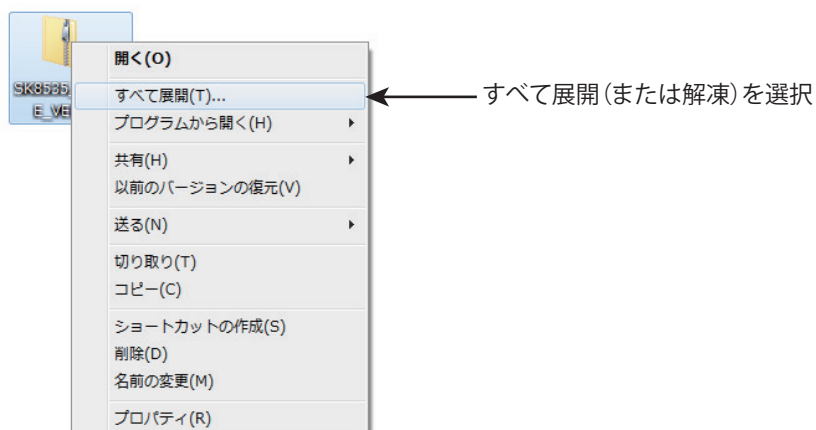 SK8535
E_VE
開く(O)
すべて展開(T)...
プログラムから開く(H)
共有(H)
以前のバージョンの復元(V)
送る(N)
切り取り(T)
コピー(C)
ショートカットの作成(S)
削除(D)
名前の変更(M)
プロパティ(R)
すべて展開(または解凍)を選択